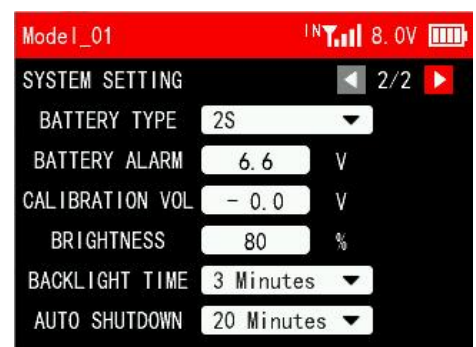 Model_01 IN 8.0V
SYSTEM SETTING 2/2
BATTERY TYPE 2S
BATTERY ALARM 6.6 V
CALIBRATION VOL - 0.0 V
BRIGHTNESS 80 %
BACKLIGHT TIME 3 Minutes
AUTO SHUTDOWN 20 Minutes